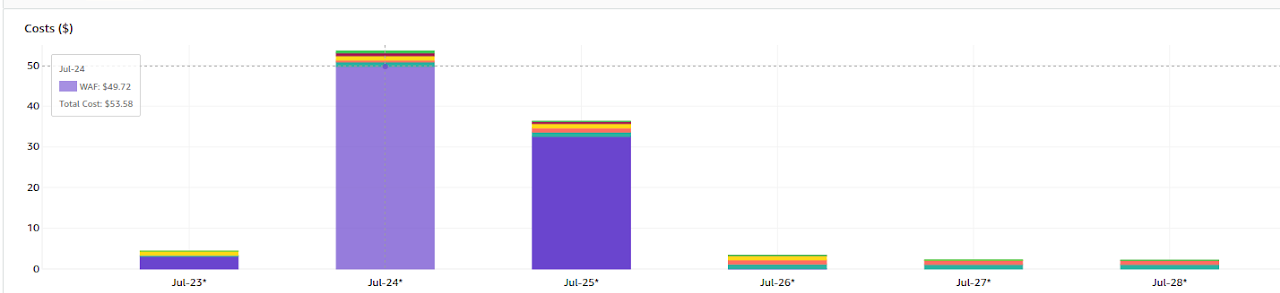 Costs ($)
50
40
30
20
10
0
Jul-24
WAF: $49.72
Total Cost: $53.58
Jul-23*
Jul-24*
Jul-25*
Jul-26*
Jul-27*
Jul-28*